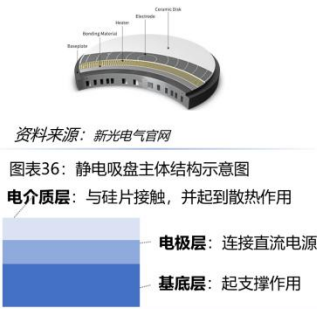 Ceramic Disk
Electrode
Heater
Bonding Material
Baseplate
资料来源：新光电气官网
图表36：静电吸盘主体结构示意图
电介质层：与硅片接触，并起到散热作用
电极层：连接直流电源
基底层：起支撑作用